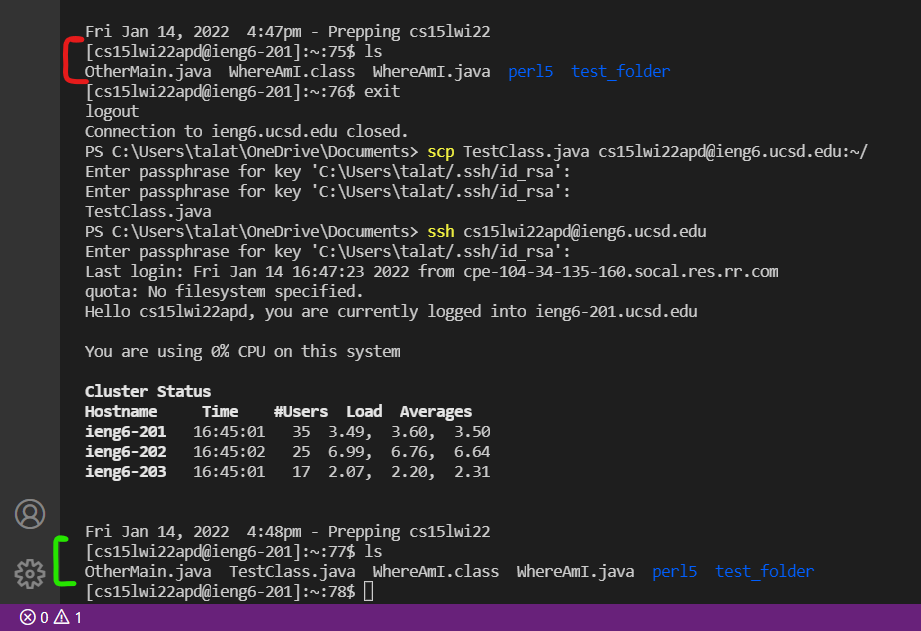 Fri Jan 14, 2022  4:47pm - Prepping cs15lwi22
[cs15lwi22apd@ieng6-201]:~:75$ ls
OtherMain.java  WhereAmI.class  WhereAmI.java  perl5  test_folder
[cs15lwi22apd@ieng6-201]:~:76$ exit
logout
Connection to ieng6.ucsd.edu closed.
PS C:\Users\talat\OneDrive\Documents> scp TestClass.java cs15lwi22apd@ieng6.ucsd.edu:~/
Enter passphrase for key 'C:\Users\talat/.ssh/id_rsa':
Enter passphrase for key 'C:\Users\talat/.ssh/id_rsa':
TestClass.java
PS C:\Users\talat\OneDrive\Documents> ssh cs15lwi22apd@ieng6.ucsd.edu
Enter passphrase for key 'C:\Users\talat/.ssh/id_rsa':
Last login: Fri Jan 14 16:47:23 2022 from cpe-104-34-135-160.socal.res.rr.com
quota: No filesystem specified.
Hello cs15lwi22apd, you are currently logged into ieng6-201.ucsd.edu
You are using 0% CPU on this system
Cluster Status
Hostname     Time    #Users  Load  Averages
ieng6-201   16:45:01   35  3.49,  3.60,  3.50
ieng6-202   16:45:02   25  6.99,  6.76,  6.64
ieng6-203   16:45:01   17  2.07,  2.20,  2.31
Fri Jan 14, 2022  4:48pm - Prepping cs15lwi22
[cs15lwi22apd@ieng6-201]:~:77$ ls
OtherMain.java  TestClass.java  WhereAmI.class  WhereAmI.java  perl5  test_folder
[cs15lwi22apd@ieng6-201]:~:78$
0 1